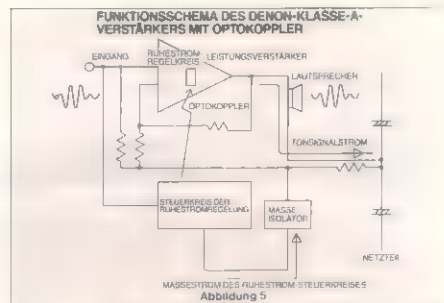 FUNKTIONSSCHEMA DES DENON-KLASSE-A-
VERSTÄRKERS MIT OPTOKOPPLER
EINGANG
RUHESTROM-
REGELKREIS
LEISTUNGSVERSTÄRKER
LAUTSPRECHER
OPTOKOPPLER
TONSIGNALSTROM
STEUERKREIS DER
RUHESTROMREGELUNG
MASSE
ISOLATOR
NETZTER
MASSESTROM DES RUHESTROM-STEUERKREISES
Abbildung 5